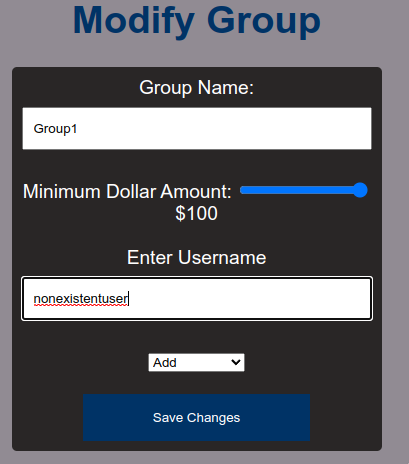 Modify Group
Group Name:
Group1
Minimum Dollar Amount:
$100
Enter Username
nonexistentuser
Add
Save Changes